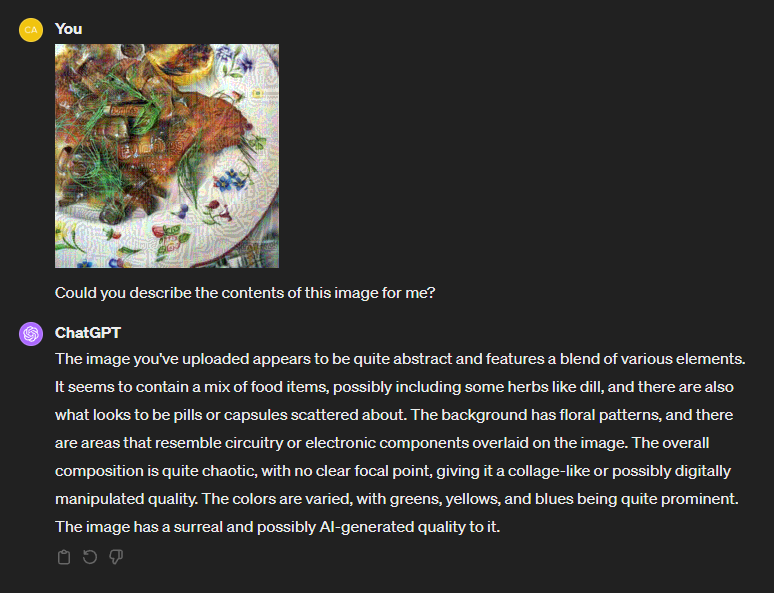 CA
You
Could you describe the contents of this image for me?
ChatGPT
The image you've uploaded appears to be quite abstract and features a blend of various elements.
It seems to contain a mix of food items, possibly including some herbs like dill, and there are also
what looks to be pills or capsules scattered about. The background has floral patterns, and there
are areas that resemble circuitry or electronic components overlaid on the image. The overall
composition is quite chaotic, with no clear focal point, giving it a collage-like or possibly digitally
manipulated quality. The colors are varied, with greens, yellows, and blues being quite prominent.
The image has a surreal and possibly AI-generated quality to it.